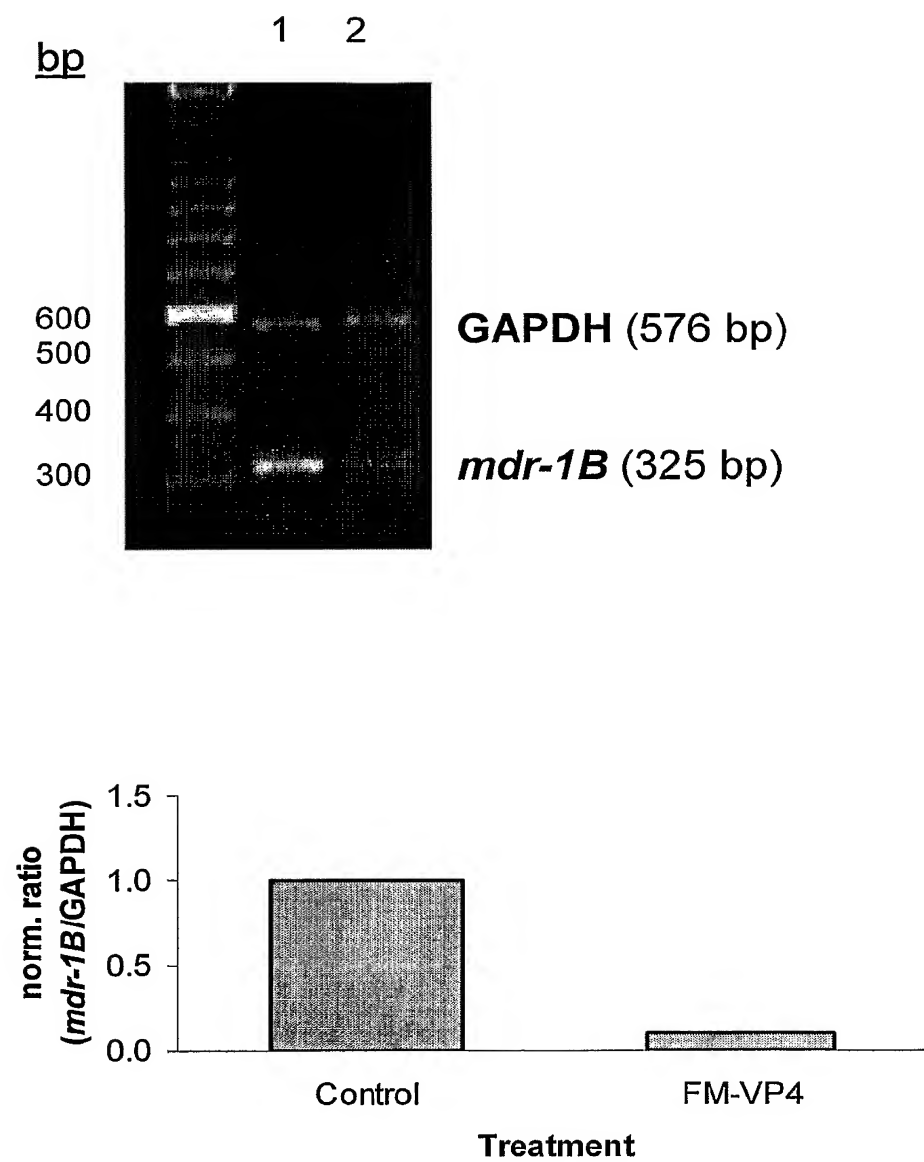 1 2
bp
600
500
400
300
GAPDH (576 bp)
mdr-1B (325 bp)
norm. ratio
(mdr-1B/GAPDH)
1.5
1.0
0.5
0.0
Control FM-VP4
Treatment